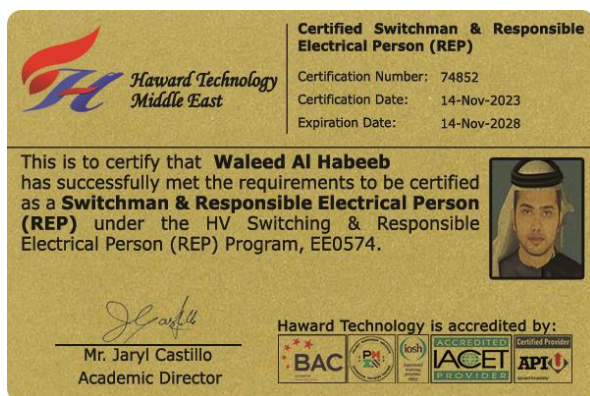 Haward Technology
Middle East
Certified Switchman & Responsible
Electrical Person (REP)
Certification Number: 74852
Certification Date: 14-Nov-2023
Expiration Date: 14-Nov-2028
This is to certify that Waleed Al Habeeb
has successfully met the requirements to be certified
as a Switchman & Responsible Electrical Person
(REP) under the HV Switching & Responsible
Electrical Person (REP) Program, EE0574.
Mr. Jaryl Castillo
Academic Director
Haward Technology is accredited by:
BAC
iosh
ACCREDITED
IACET
PROVIDER
Certified Provider
API